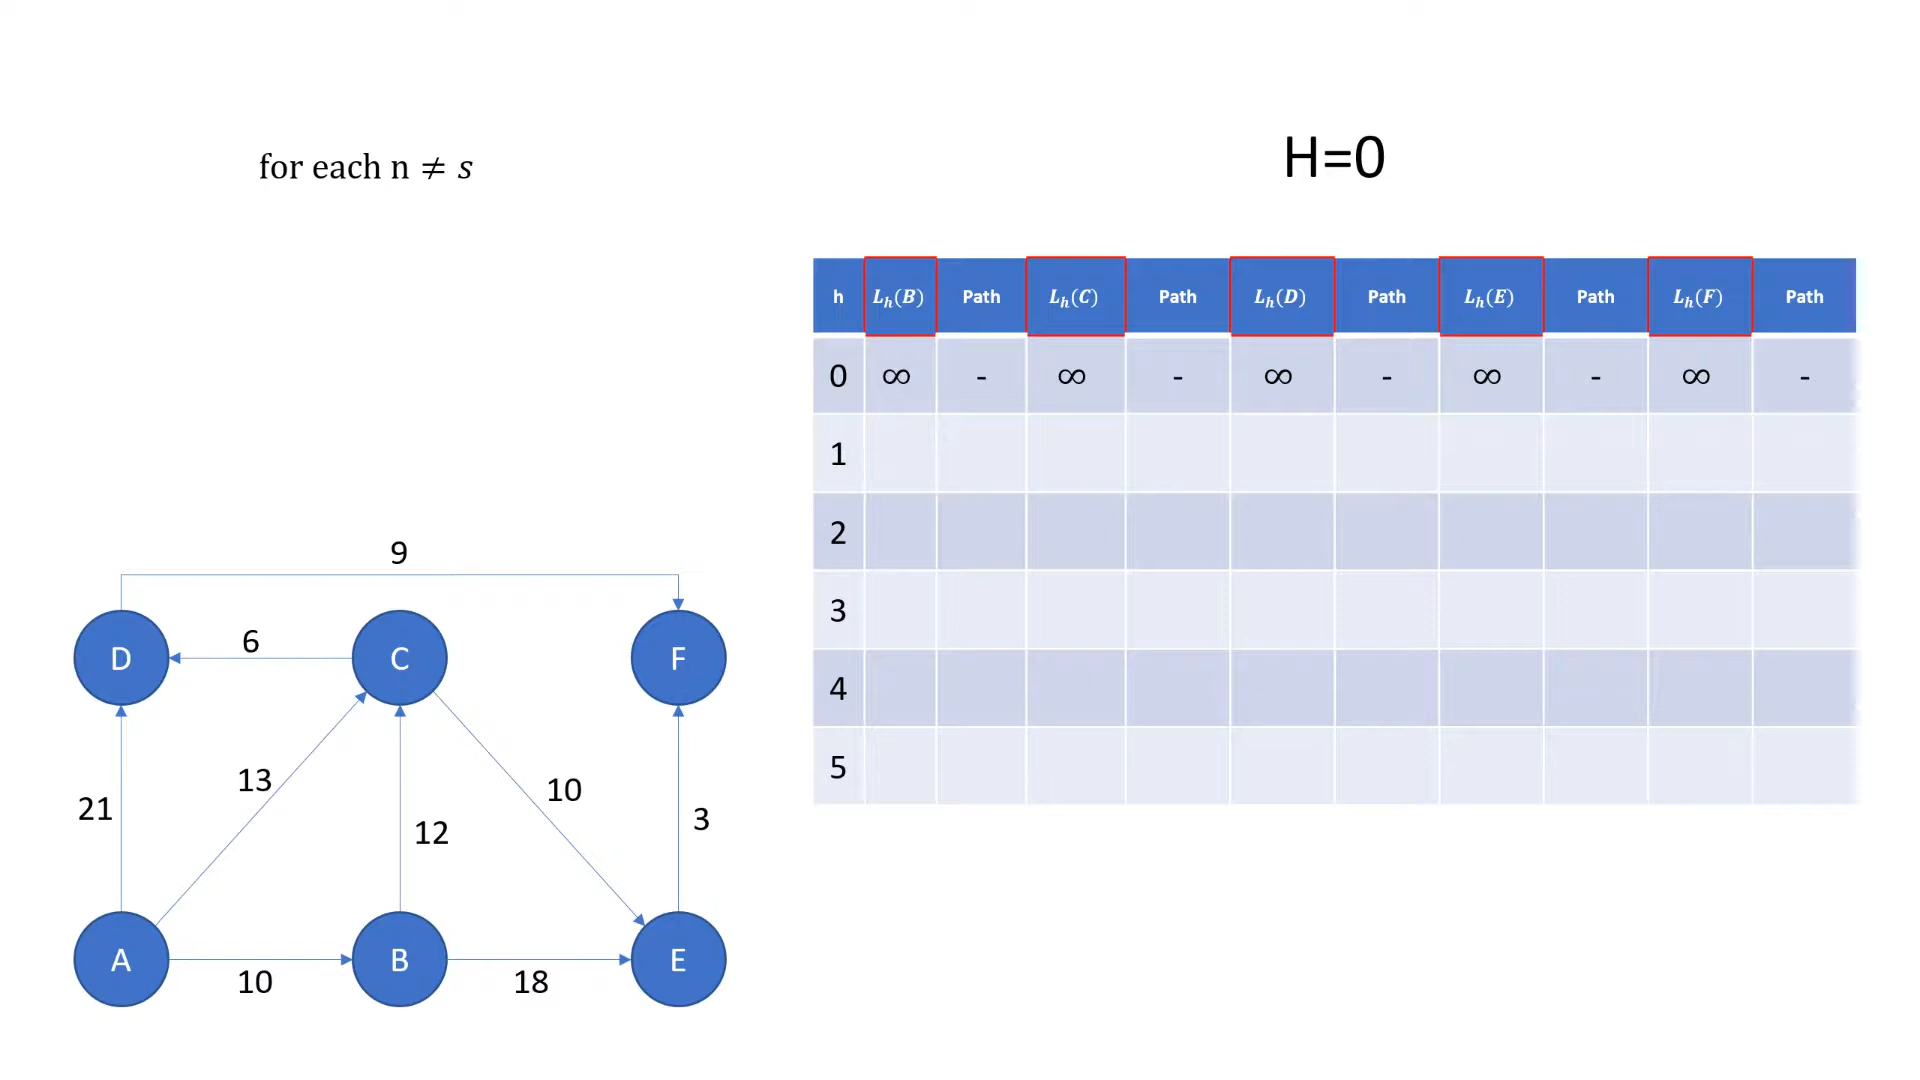 for each n ≠ s
H=0
h L_h(B) Path L_h(C) Path L_h(D) Path L_h(E) Path L_h(F) Path
0 ∞ - ∞ - ∞ - ∞ - ∞ -
1
2
3
4
5
9
D 6 C F
21 13 12 10 3
A 10 B 18 E